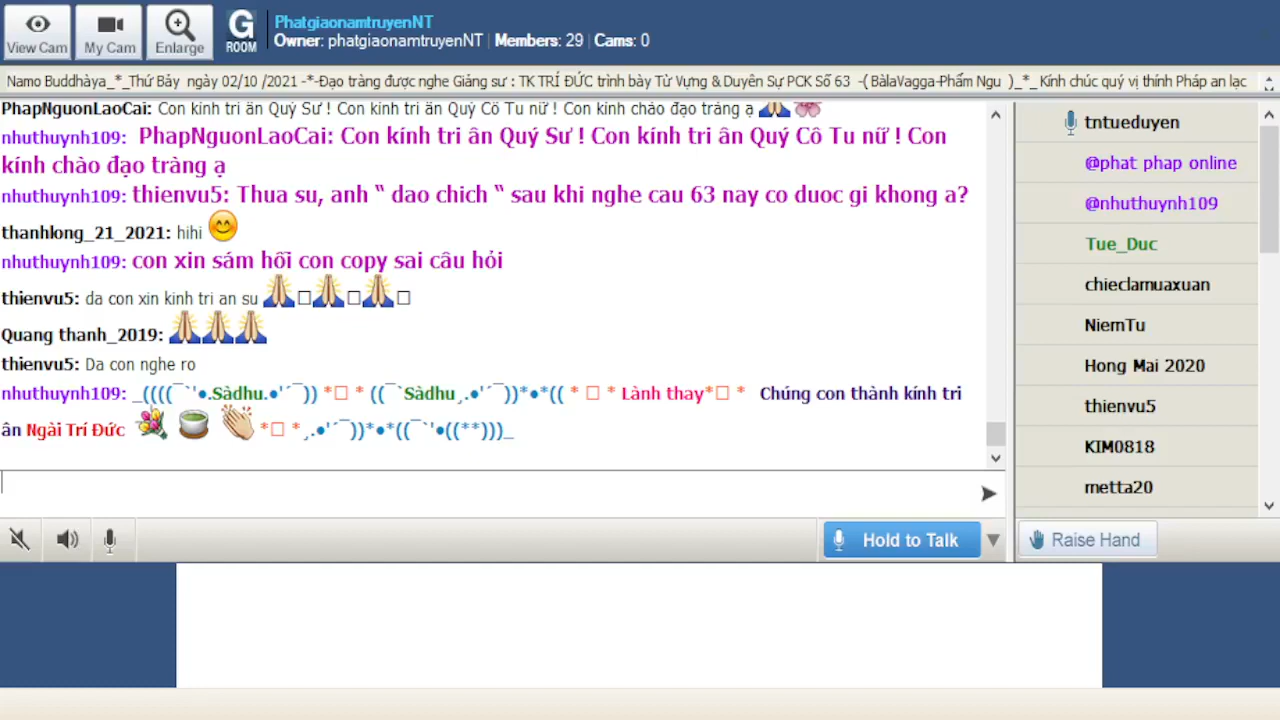 View Cam
My Cam
Enlarge
G
ROOM
PhatgiaonamtruyenNT
Owner: phatgiaonamtruyenNT | Members: 29 | Cams: 0
Namo Buddhàya_*_Thứ Bảy ngày 02/10 /2021 -*-Đạo tràng được nghe Giảng sư : TK TRÍ ĐỨC trình bày Từ Vựng & Duyên Sự PCK Số 63 -( BàlaVagga-Phẩm Ngu )_*_ Kính chúc quý vị thính Pháp an lạc
PhapNguonLaoCai: Con kính tri ân Quý Sư ! Con kính tri ân Quý Cô Tu nữ ! Con kính chào đạo tràng ạ
nhuthuynh109: PhapNguonLaoCai: Con kính tri ân Quý Sư ! Con kính tri ân Quý Cô Tu nữ ! Con
kính chào đạo tràng ạ
nhuthuynh109: thienvu5: Thua su, anh “ dao chich “ sau khi nghe cau 63 nay co duoc gi khong a?
thanhlong_21_2021: hihi
nhuthuynh109: con xin sám hối con copy sai câu hỏi
thienvu5: da con xin kinh tri an su
Quang thanh_2019:
thienvu5: Da con nghe ro
nhuthuynh109: _((((¯`'•.Sàdhu.•'´¯)) *□ * ((¯`Sàdhu¸.•'´¯))*•*(( * □ * Lành thay*□ * Chúng con thành kính tri
ân Ngài Trí Đức *□ *¸.•'´¯))*•*((¯`'•((**)))_
Hold to Talk
tntueduyen
@phat phap online
@nhuthuynh109
Tue_Duc
chieclamuaxuan
NiemTu
Hong Mai 2020
thienvu5
KIM0818
metta20
Raise Hand